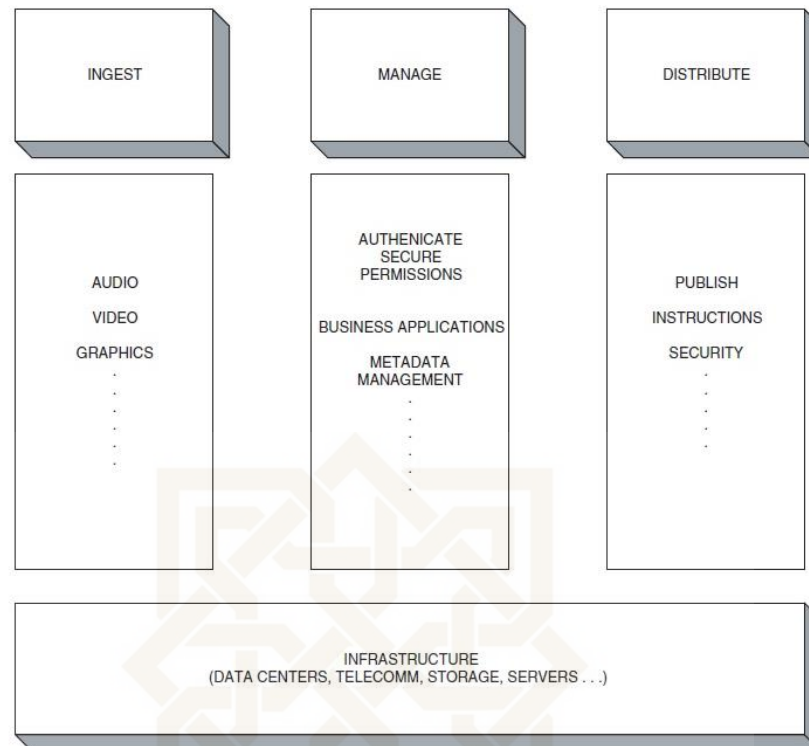 INGEST
MANAGE
DISTRIBUTE
AUDIO
VIDEO
GRAPHICS
.
.
.
.
.
.
AUTHENICATE
SECURE
PERMISSIONS
BUSINESS APPLICATIONS
METADATA
MANAGEMENT
.
.
.
.
.
.
PUBLISH
INSTRUCTIONS
SECURITY
.
.
.
.
.
INFRASTRUCTURE
(DATA CENTERS, TELECOMM, STORAGE, SERVERS . . .)